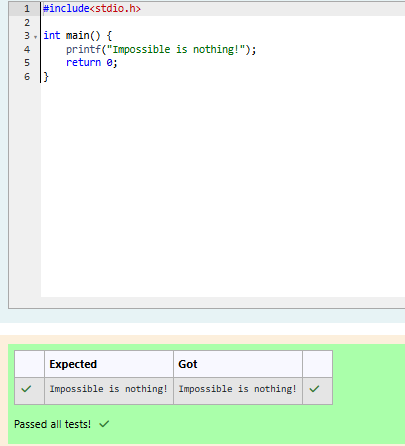 1 #include<stdio.h>
2
3 int main() {
4 printf("Impossible is nothing!");
5 return 0;
6 }
Expected Got
Impossible is nothing! Impossible is nothing!
Passed all tests!